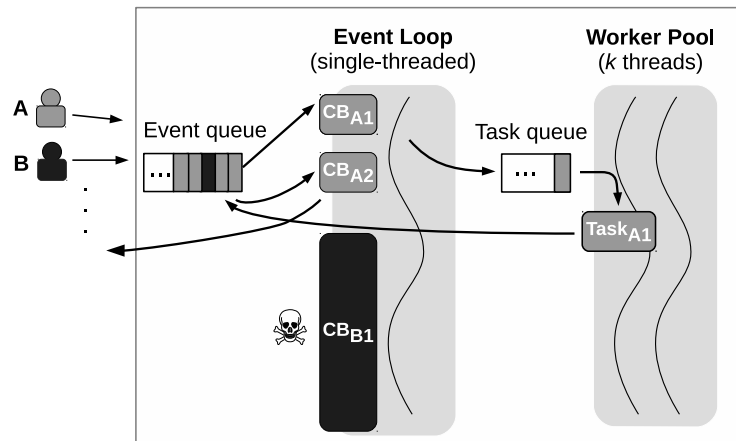 Event Loop
(single-threaded)
Worker Pool
(k threads)
A
Event queue
CBA1
Task queue
B
...
CBA2
...
TaskA1
CBB1